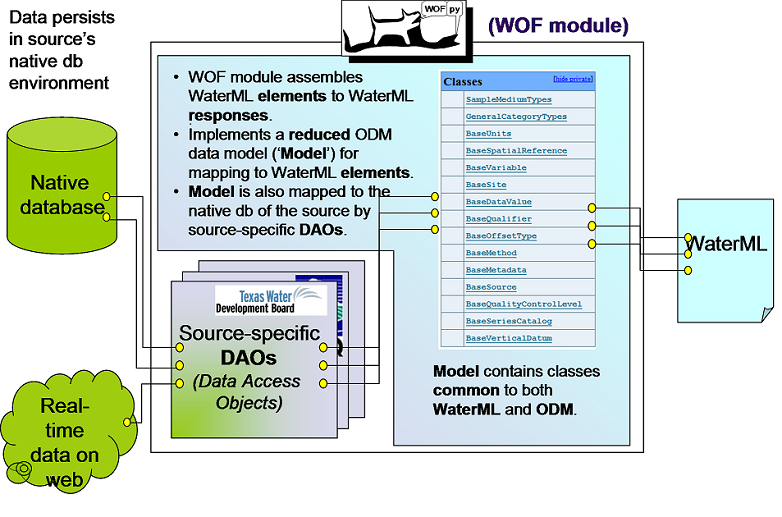 Data persists
in source's
native db
environment
WOF py
(WOF module)
• WOF module assembles
WaterML elements to WaterML
responses.
• Implements a reduced ODM
data model ('Model') for
mapping to WaterML elements.
• Model is also mapped to the
native db of the source by
source-specific DAOs.
Classes
[hide private]
SampleMediumTypes
GeneralCategoryTypes
BaseUnits
BaseSpatialReference
BaseVariable
BaseSite
BaseDataValue
BaseQualifier
BaseOffsetType
BaseMethod
BaseMetadata
BaseSource
BaseQualityControlLevel
BaseSeriesCatalog
BaseVerticalDatum
Model contains classes
common to both
WaterML and ODM.
Native
database
Texas Water
Development Board
Source-specific
DAOs
(Data Access
Objects)
Real-
time
data on
web
WaterML